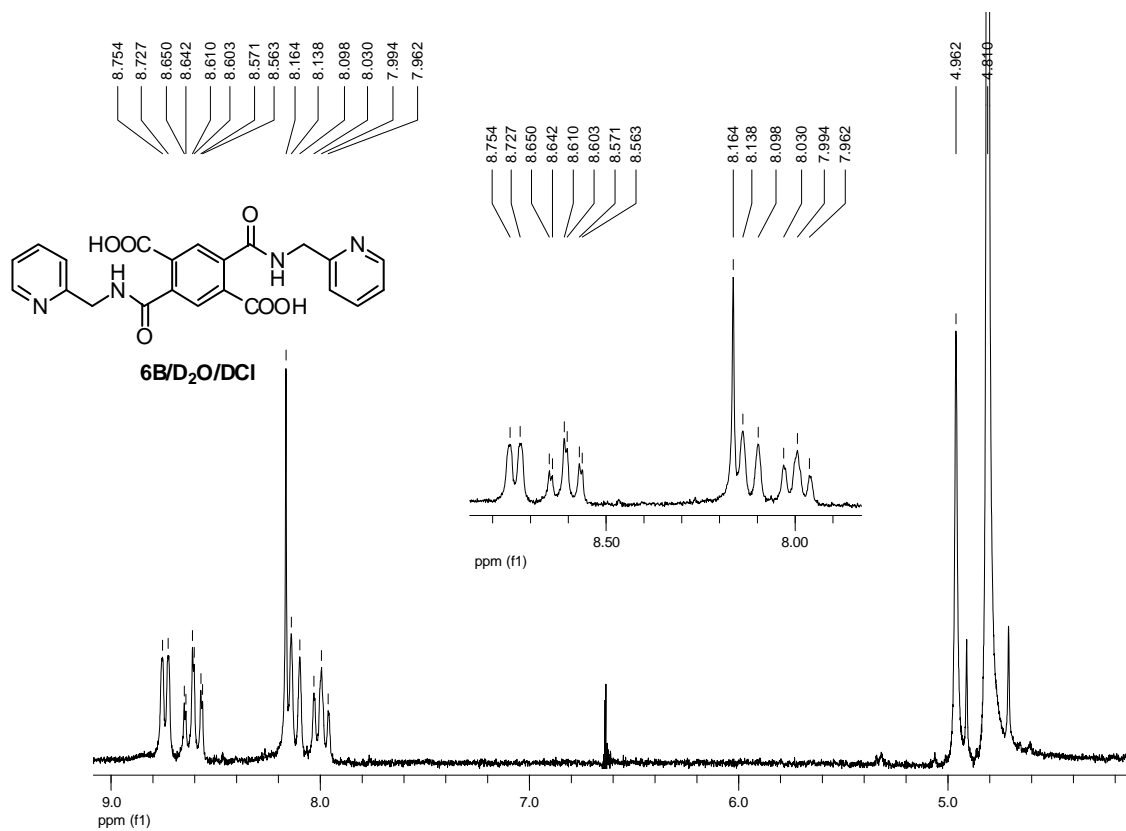 8.754 8.727 8.650 8.642 8.610 8.603 8.571 8.563 8.164 8.138 8.098 8.030 7.994 7.962
4.962 4.810
8.754 8.727 8.650 8.642 8.610 8.603 8.571 8.563 8.164 8.138 8.098 8.030 7.994 7.962
O
HOOC N
H
N
N N
H
COOH
O
6B/D₂O/DCl
8.50 8.00
ppm (f1)
9.0 8.0 7.0 6.0 5.0
ppm (f1)